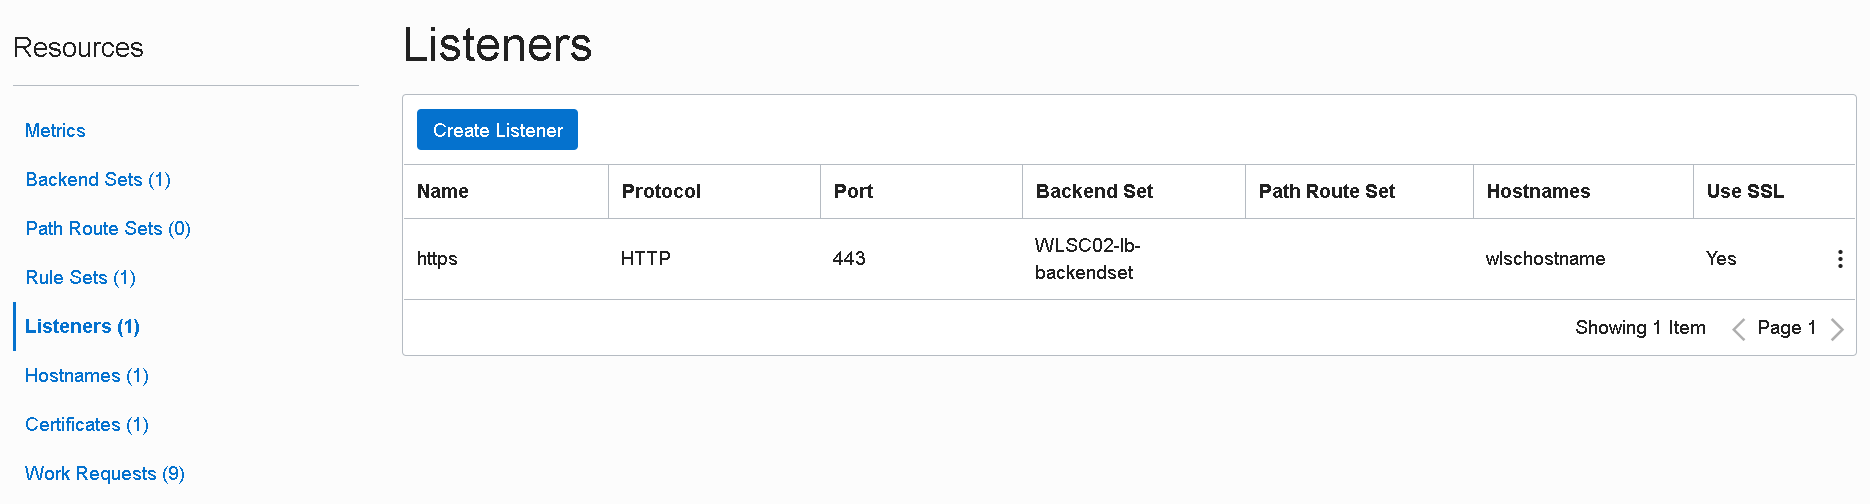 Resources
Metrics
Backend Sets (1)
Path Route Sets (0)
Rule Sets (1)
Listeners (1)
Hostnames (1)
Certificates (1)
Work Requests (9)
Listeners
Create Listener
Name Protocol Port Backend Set Path Route Set Hostnames Use SSL
https HTTP 443 WLSC02-lb-backendset wlschostname Yes
Showing 1 Item Page 1